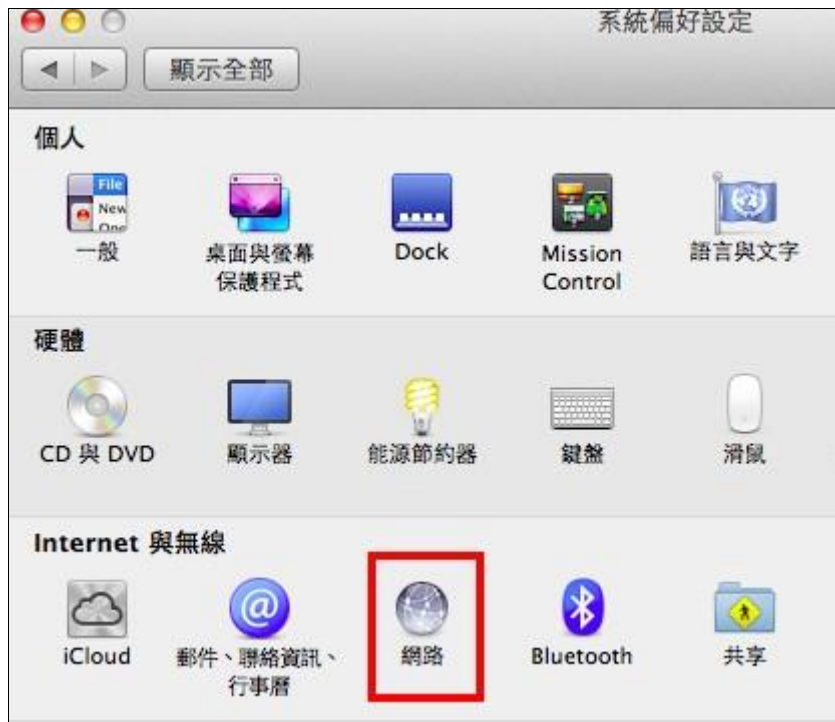 系統偏好設定
顯示全部
個人
File
New
One
一般
桌面與螢幕
保護程式
Dock
Mission
Control
語言與文字
硬體
CD 與 DVD
顯示器
能源節約器
鍵盤
滑鼠
Internet 與無線
iCloud
@
郵件、聯絡資訊、
行事曆
網路
Bluetooth
共享